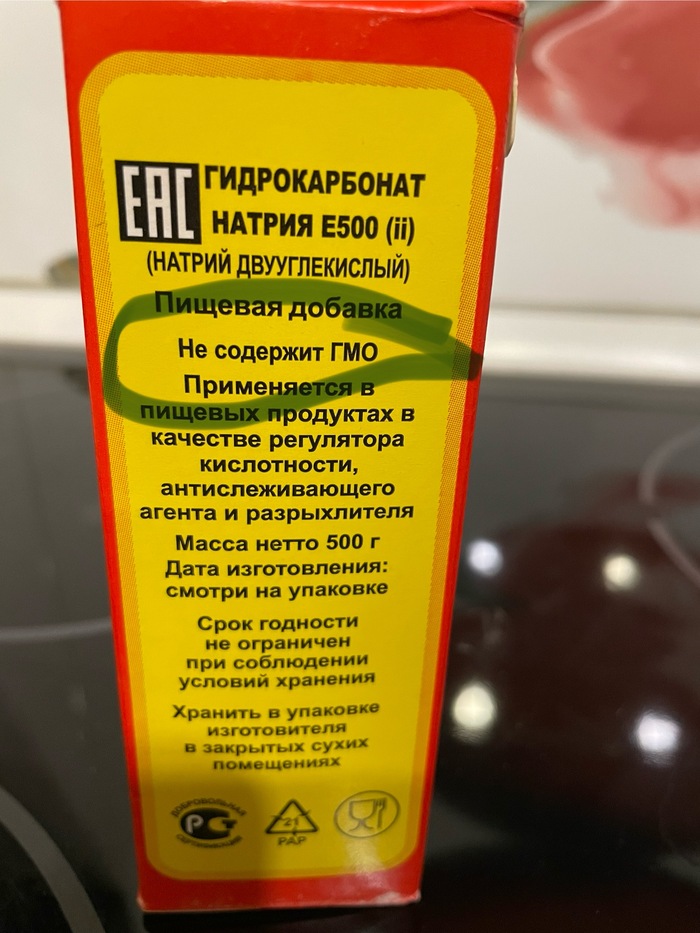 EAC
ГИДРОКАРБОНАТ
НАТРИЯ Е500 (ii)
(НАТРИЙ ДВУУГЛЕКИСЛЫЙ)
Пищевая добавка
Не содержит ГМО
Применяется в
пищевых продуктах в
качестве регулятора
кислотности,
антислеживающего
агента и разрыхлителя
Масса нетто 500 г
Дата изготовления:
смотри на упаковке
Срок годности
не ограничен
при соблюдении
условий хранения
Хранить в упаковке
изготовителя
в закрытых сухих
помещениях
ДОБРОВОЛЬНАЯ
СЕРТИФИКАЦИЯ
21
PAP